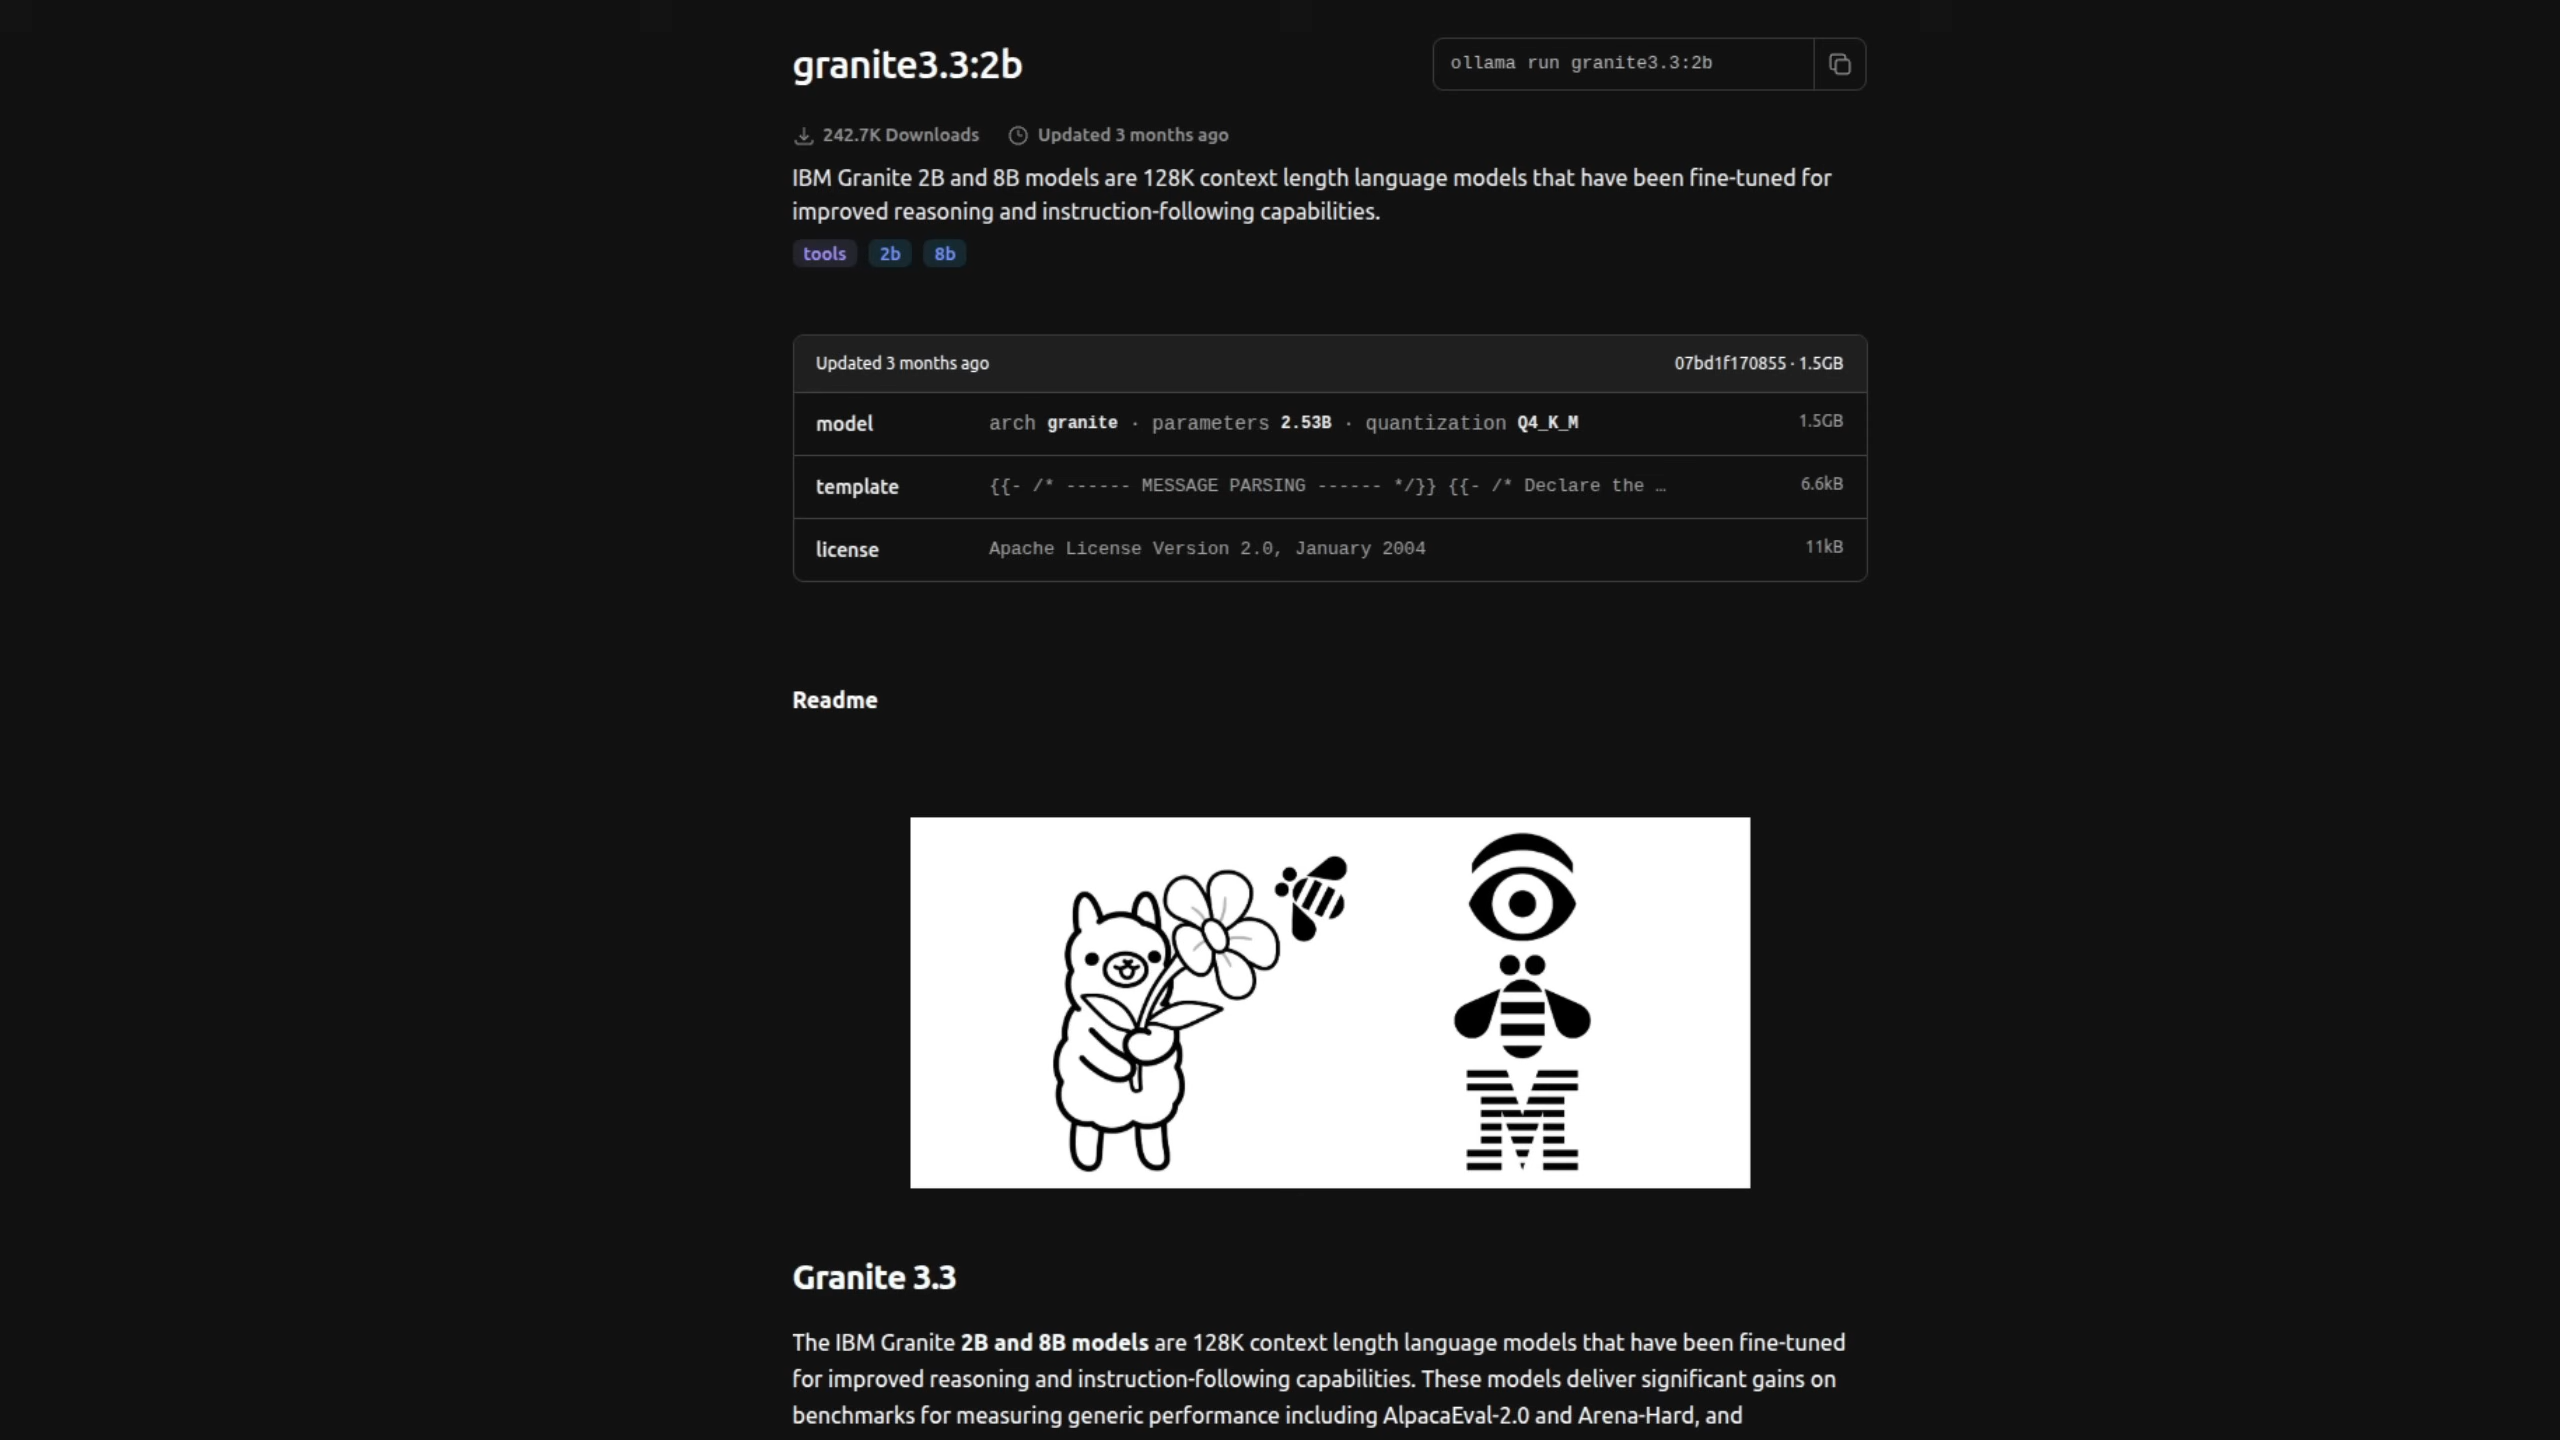 granite3.3:2b
ollama run granite3.3:2b
242.7K Downloads Updated 3 months ago
IBM Granite 2B and 8B models are 128K context length language models that have been fine-tuned for
improved reasoning and instruction-following capabilities.
tools 2b 8b
Updated 3 months ago 07bd1f170855 · 1.5GB
model arch granite · parameters 2.53B · quantization Q4_K_M 1.5GB
template {{- /* ------ MESSAGE PARSING ------ */}} {{- /* Declare the … 6.6kB
license Apache License Version 2.0, January 2004 11kB
Readme
M
Granite 3.3
The IBM Granite 2B and 8B models are 128K context length language models that have been fine-tuned
for improved reasoning and instruction-following capabilities. These models deliver significant gains on
benchmarks for measuring generic performance including AlpacaEval-2.0 and Arena-Hard, and